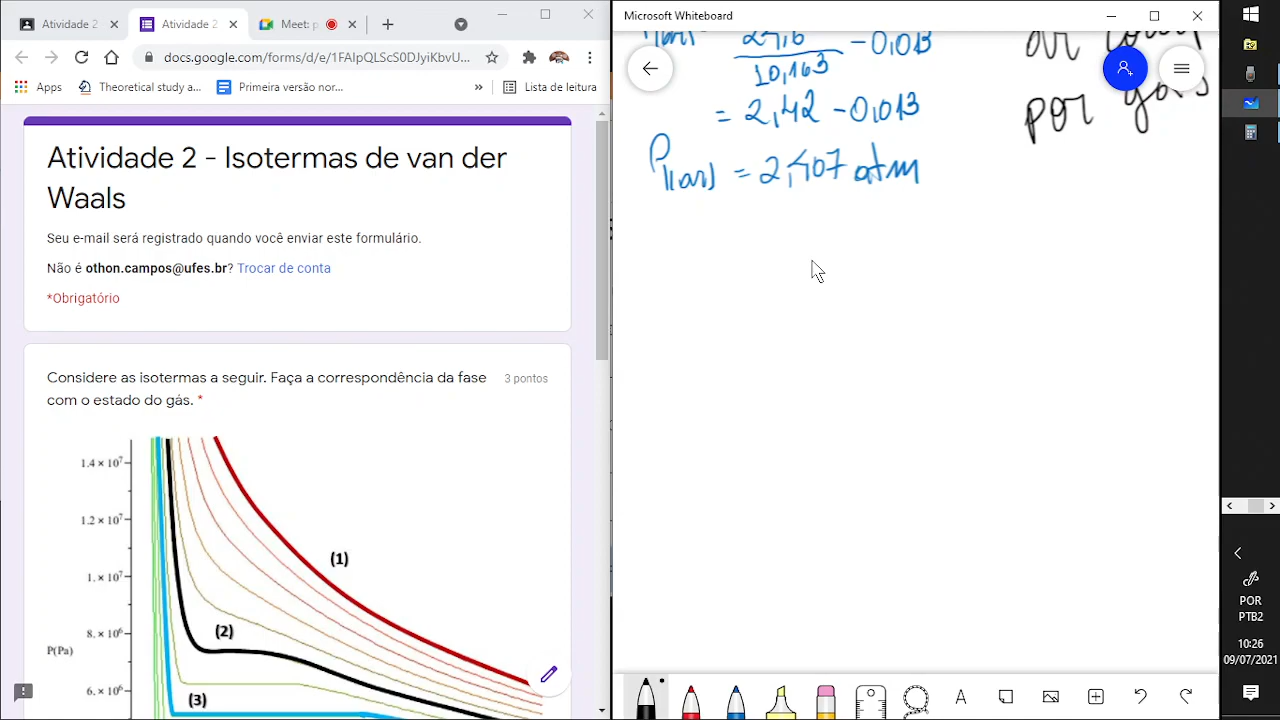 Atividade 2
Atividade 2
Meet: p
docs.google.com/forms/d/e/1FAIpQLScS0DJyiKbvU...
Apps
Theoretical study a...
Primeira versão nor...
»
Lista de leitura
Atividade 2 - Isotermas de van der
Waals
Seu e-mail será registrado quando você enviar este formulário.
Não é othon.campos@ufes.br? Trocar de conta
*Obrigatório
Considere as isotermas a seguir. Faça a correspondência da fase
3 pontos
com o estado do gás. *
1.4 × 10⁷
1.2 × 10⁷
1. × 10⁷
8. × 10⁶
P(Pa)
6. × 10⁶
(1)
(2)
(3)
Microsoft Whiteboard
24,6 - 0,013
10,163
= 2,42 - 0,013
P(ar) = 2,407 atm
por gás
A
POR
PTB2
10:26
09/07/2021